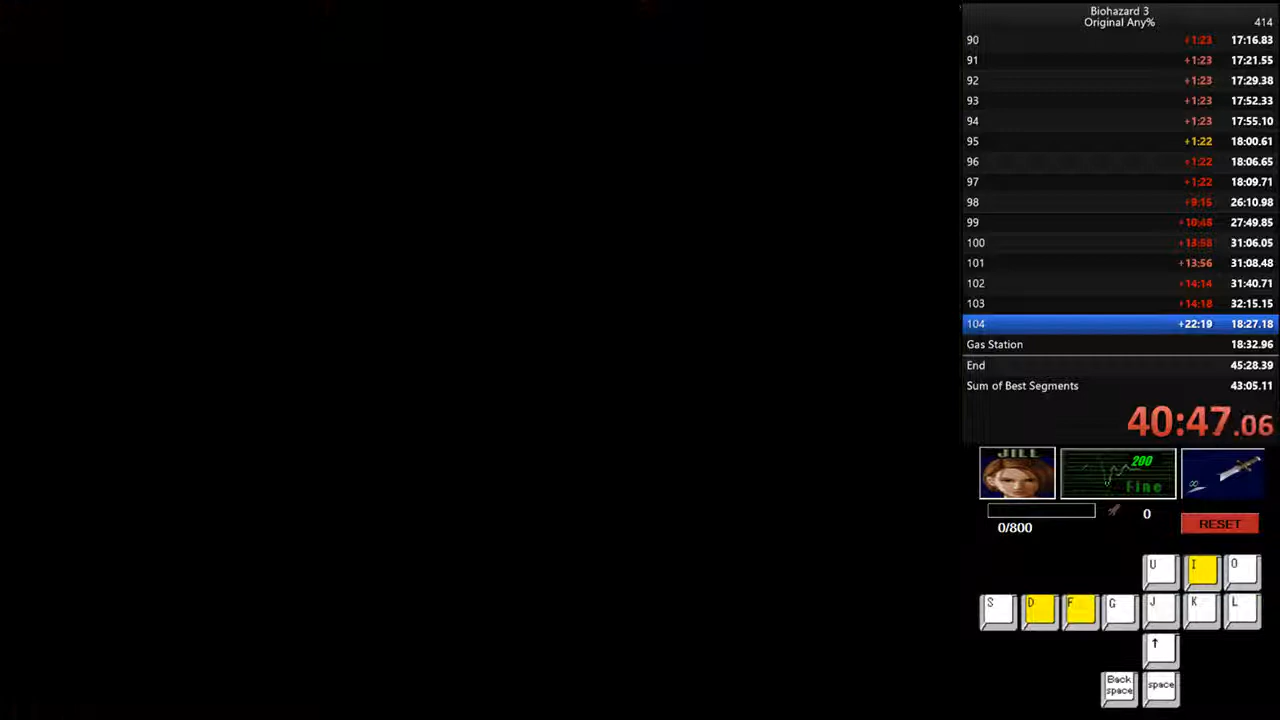 Biohazard 3
Original Any%
414
90 +1:23 17:16.83
91 +1:23 17:21.55
92 +1:23 17:29.38
93 +1:23 17:52.33
94 +1:23 17:55.10
95 +1:22 18:00.61
96 +1:22 18:06.65
97 +1:22 18:09.71
98 +9:15 26:10.98
99 +10:48 27:49.85
100 +13:58 31:06.05
101 +13:56 31:08.48
102 +14:14 31:40.71
103 +14:18 32:15.15
104 +22:19 18:27.18
Gas Station 18:32.96
End 45:28.39
Sum of Best Segments 43:05.11
40:47.06
JILL
200
Fine
∞
0
0/800
RESET
U I O
S D F G J K L
↑
Back space
space